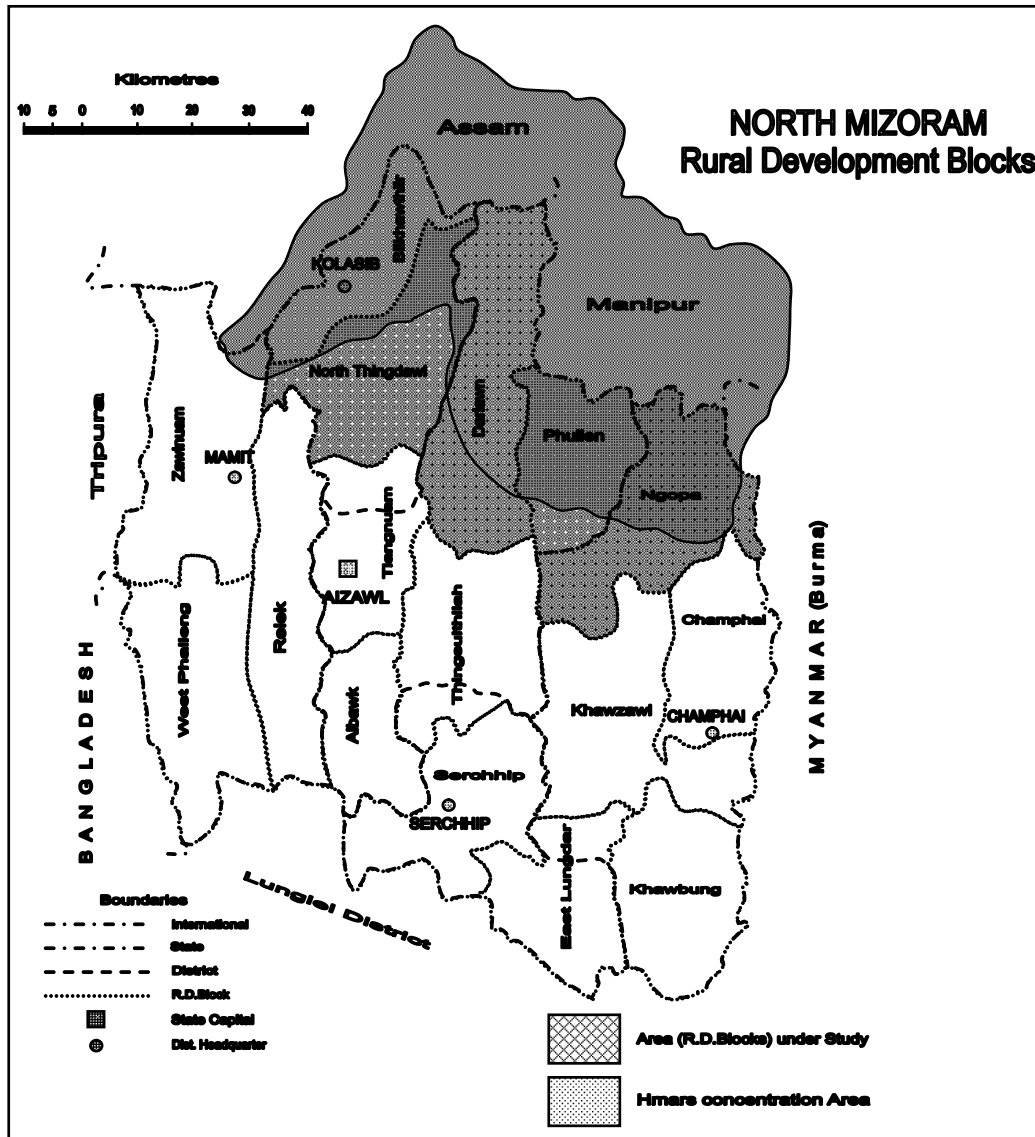 Kilometres
10 5 0 10 20 30 40
NORTH MIZORAM
Rural Development Blocks
Assam
Bilkhawthlir
KOLASIB
Manipur
North Thingdawl
Darlawn
Phullen
Ngopa
Tripura
Zawlnuam
MAMIT
Tlangnuam
AIZAWL
Reiek
West Phaileng
BANGLADESH
Aibawk
Thingsulthliah
Champhai
Khawzawl
CHAMPHAI
MYANMAR (Burma)
Serchhip
SERCHHIP
East Lungdar
Khawbung
Lunglei District
Boundaries
International
State
District
R.D.Block
State Capital
Dist. Headquarter
Area (R.D.Blocks) under Study
Hmars concentration Area